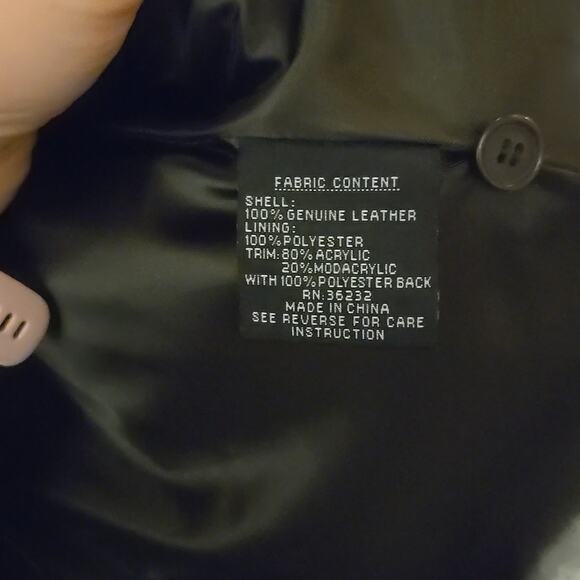 FABRIC CONTENT
SHELL:
100% GENUINE LEATHER
LINING:
100%POLYESTER
TRIM:80% ACRYLIC
20%MODACRYLIC
WITH 100%POLYESTER BACK
RN:36232
MADE IN CHINA
SEE REVERSE FOR CARE
INSTRUCTION